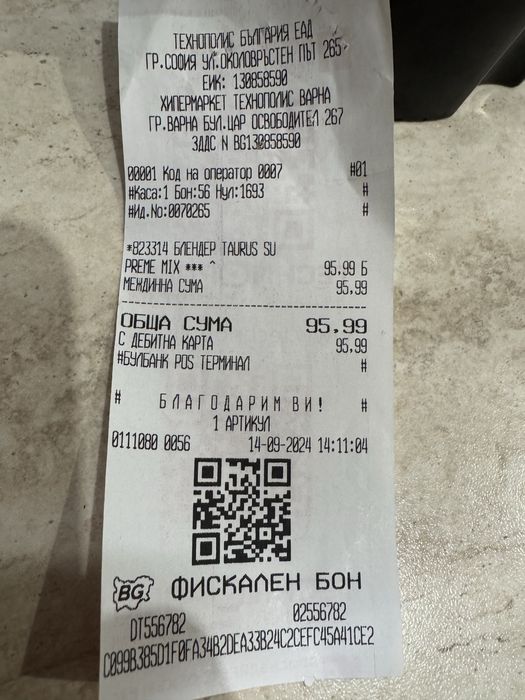 ТЕХНОПОЛИС БЪЛГАРИЯ ЕАД
ГР.СОФИЯ УЛ.ОКОЛОВРЪСТЕН ПЪТ 265
ЕИК: 130858590
ХИПЕРМАРКЕТ ТЕХНОПОЛИС ВАРНА
ГР.ВАРНА БУЛ.ЦАР ОСВОБОДИТЕЛ 267
ЗДДС N BG130858590
00001 Код на оператор 0007 #01
#Каса:1 Бон:56 Нул:1693 #
#Ид.No:0070265 #
*823314 БЛЕНДЕР TAURUS SU
PREME MIX *** ^ 95.99 Б
МЕЖДИННА СУМА 95.99
ОБЩА СУМА 95.99
С ДЕБИТНА КАРТА 95.99
#БУЛБАНК POS ТЕРМИНАЛ #
# БЛАГОДАРИМ ВИ! #
1 АРТИКУЛ
0111080 0056 14-09-2024 14:11:04
BG ФИСКАЛЕН БОН
DT556782 02556782
C099B385D1F0FA34B2DEA33B24C2CEFC45A41CE2